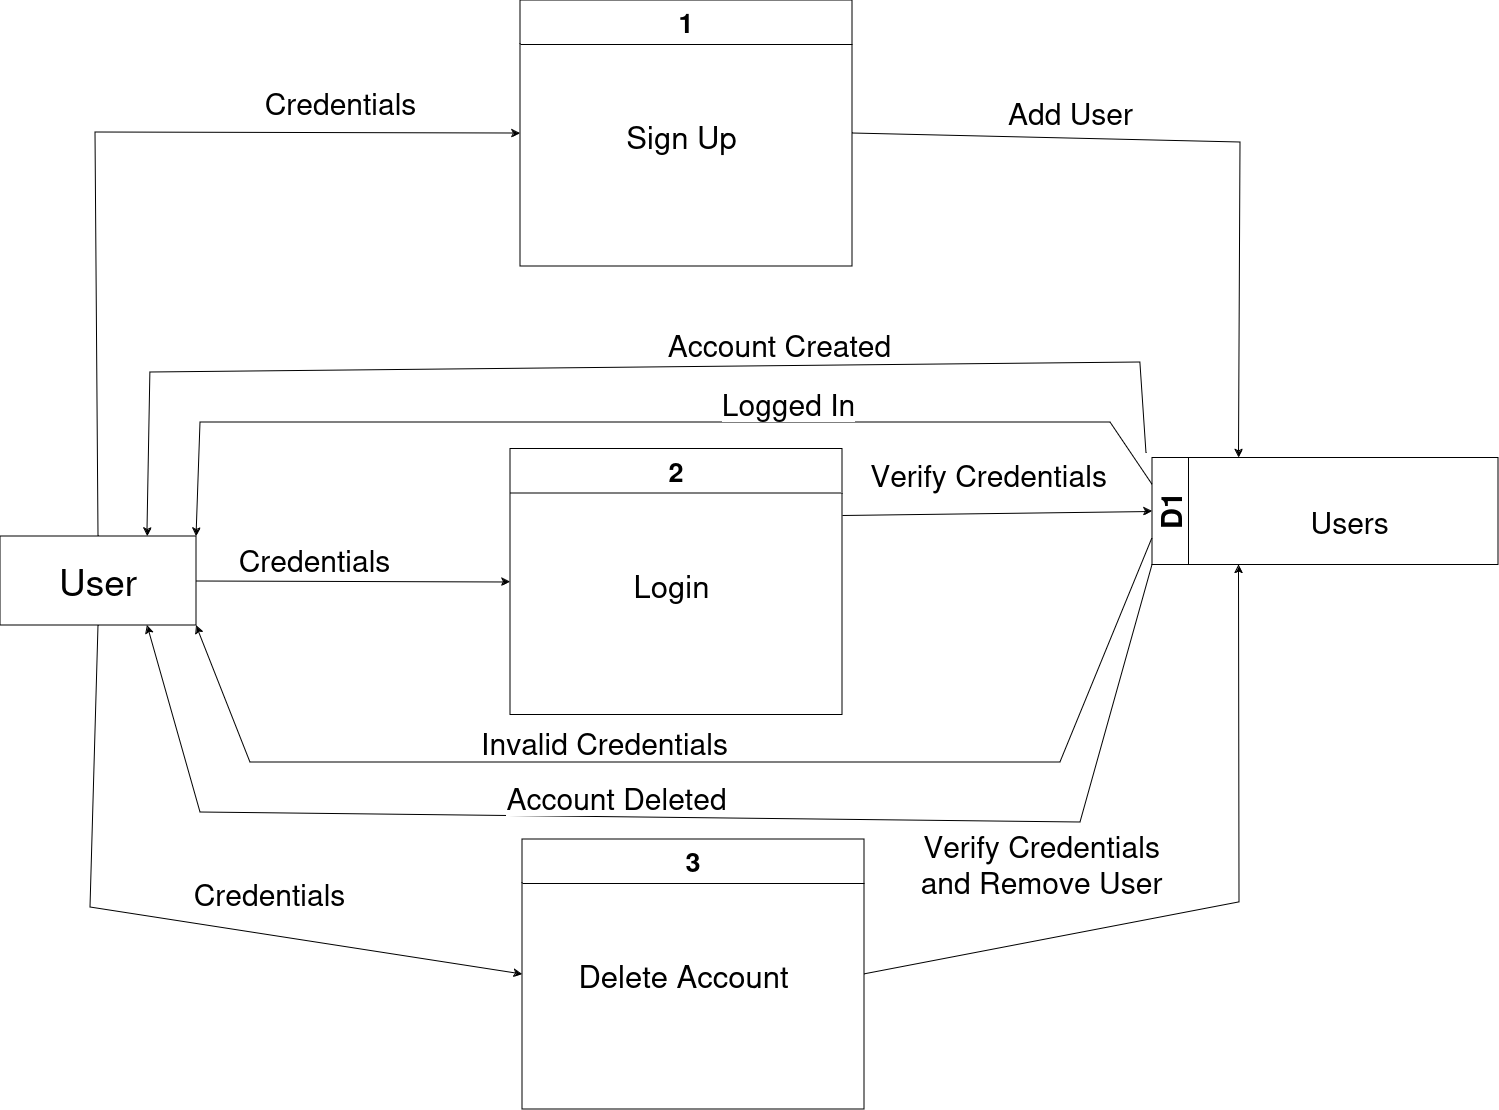 1
Credentials
Add User
Sign Up
Account Created
Logged In
2
Verify Credentials
D1
Users
Credentials
User
Login
Invalid Credentials
Account Deleted
Verify Credentials
and Remove User
3
Credentials
Delete Account